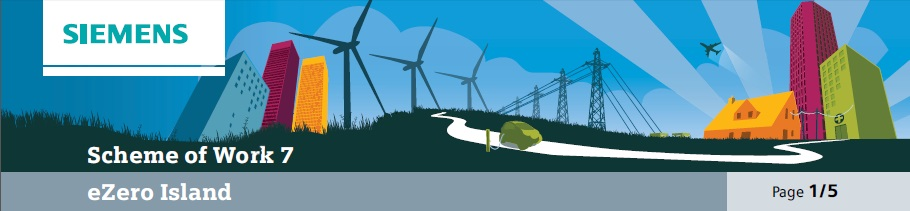 SIEMENS
Scheme of Work 7
eZero Island
Page 1/5